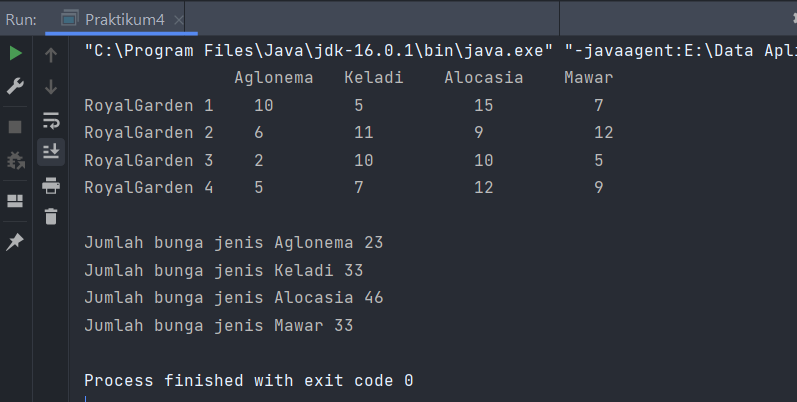 Run: Praktikum4
"C:\Program Files\Java\jdk-16.0.1\bin\java.exe" "-javaagent:E:\Data Apli
Aglonema Keladi Alocasia Mawar
RoyalGarden 1 10 5 15 7
RoyalGarden 2 6 11 9 12
RoyalGarden 3 2 10 10 5
RoyalGarden 4 5 7 12 9
Jumlah bunga jenis Aglonema 23
Jumlah bunga jenis Keladi 33
Jumlah bunga jenis Alocasia 46
Jumlah bunga jenis Mawar 33
Process finished with exit code 0